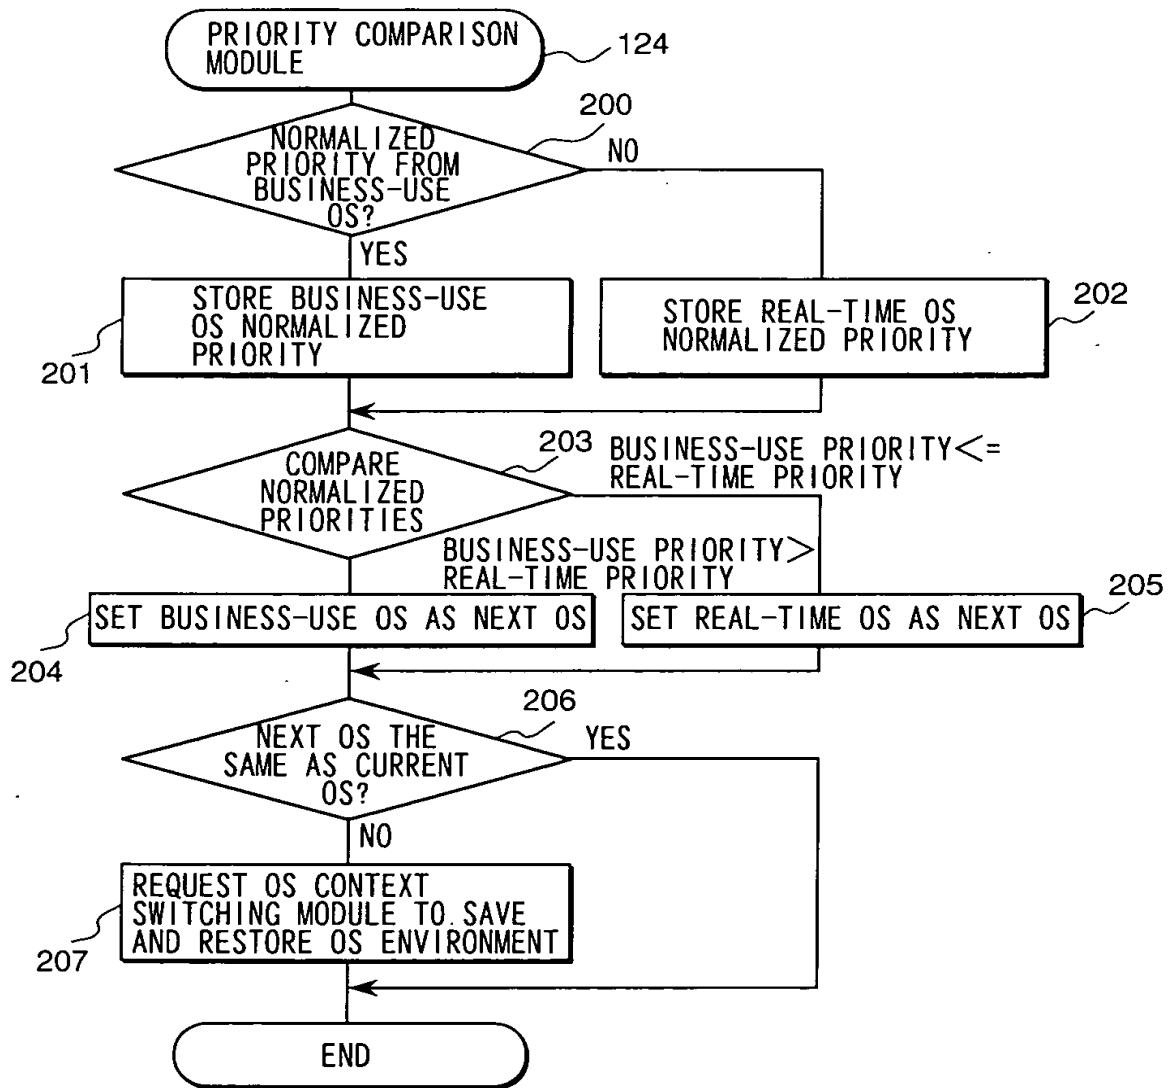 PRIORITY COMPARISON
MODULE
124
200
NORMALIZED
PRIORITY FROM
BUSINESS-USE
OS?
NO
YES
STORE BUSINESS-USE
OS NORMALIZED
PRIORITY
201
STORE REAL-TIME OS
NORMALIZED PRIORITY
202
203
COMPARE
NORMALIZED
PRIORITIES
BUSINESS-USE PRIORITY<=
REAL-TIME PRIORITY
BUSINESS-USE PRIORITY>
REAL-TIME PRIORITY
SET BUSINESS-USE OS AS NEXT OS
204
SET REAL-TIME OS AS NEXT OS
205
206
NEXT OS THE
SAME AS CURRENT
OS?
YES
NO
REQUEST OS CONTEXT
SWITCHING MODULE TO SAVE
AND RESTORE OS ENVIRONMENT
207
END